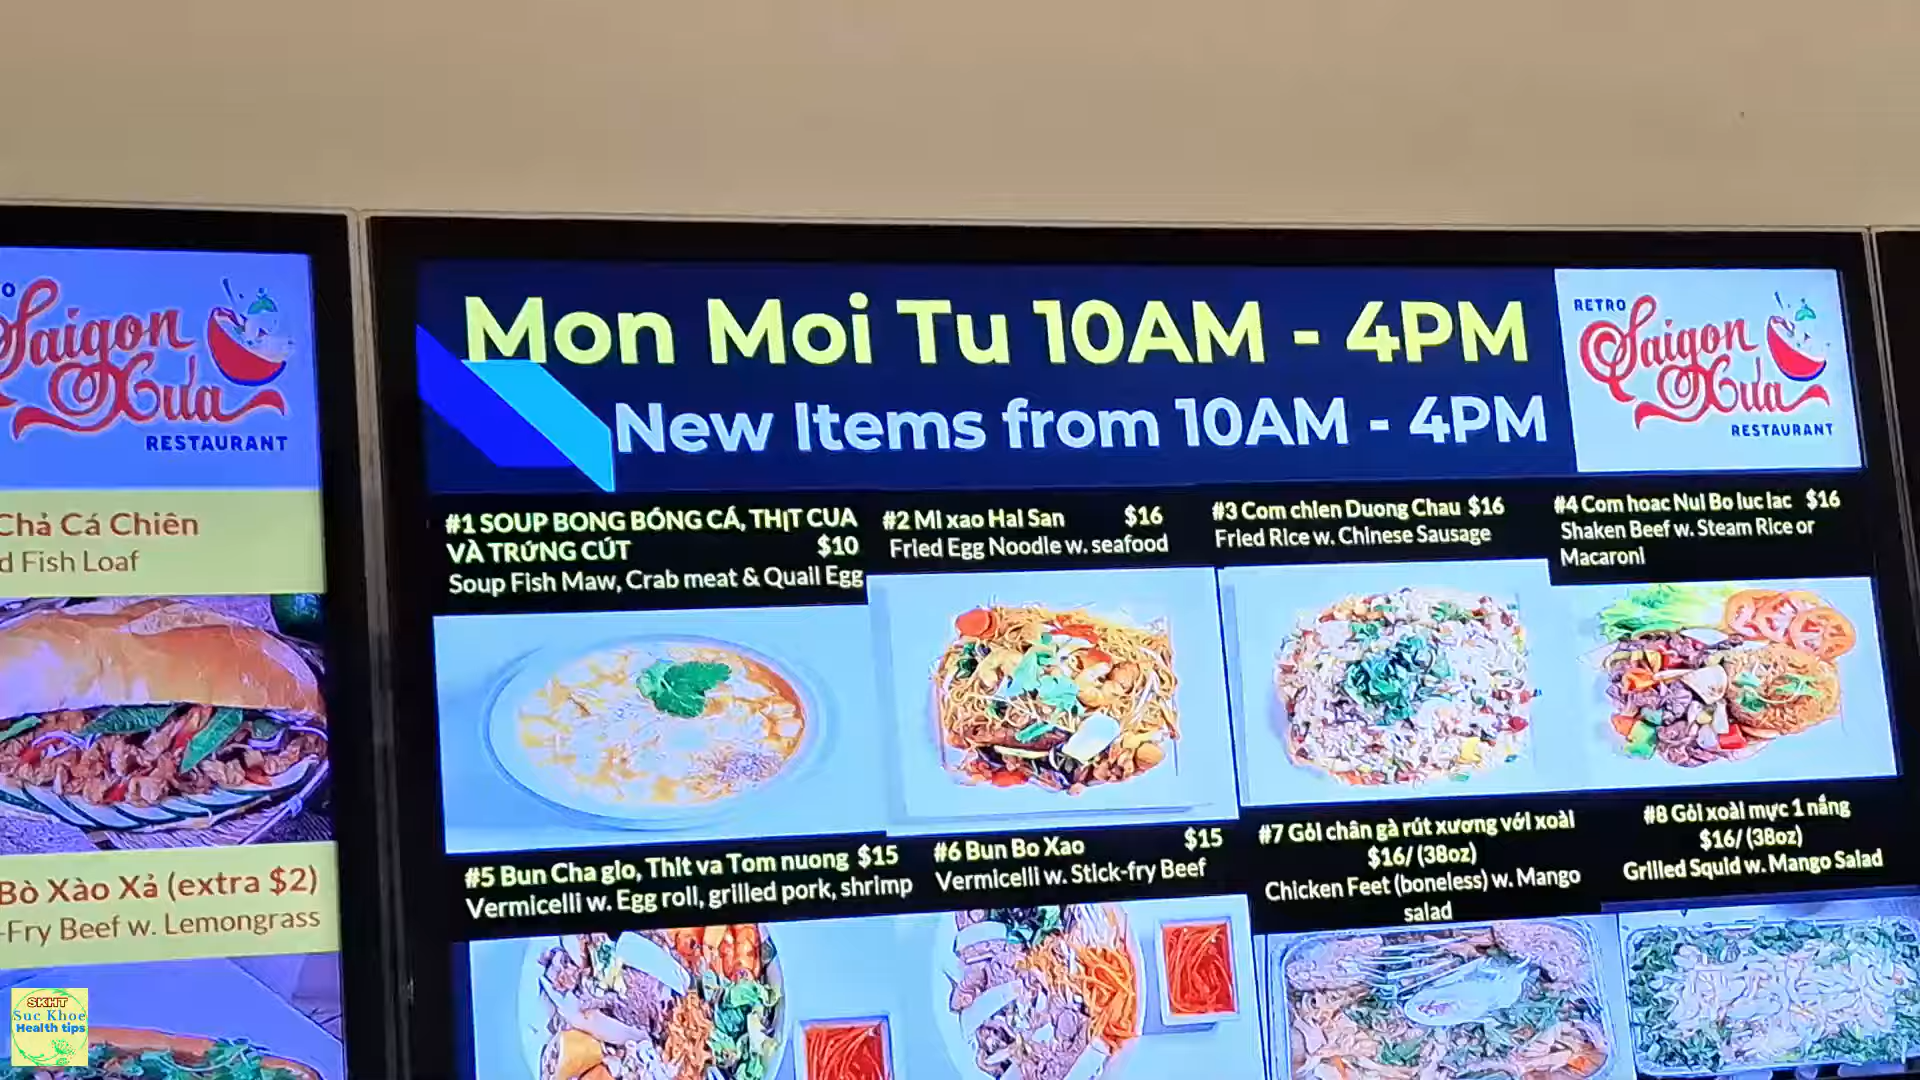 Saigon
Xưa
RESTAURANT
Chả Cá Chiên
d Fish Loaf
Bò Xào Xả (extra $2)
-Fry Beef w. Lemongrass
Mon Moi Tu 10AM - 4PM
New Items from 10AM - 4PM
RETRO
Saigon
Xưa
RESTAURANT
#1 SOUP BONG BÓNG CÁ, THỊT CUA
VÀ TRỨNG CÚT $10
Soup Fish Maw, Crab meat & Quail Egg
#2 Mi xao Hai San $16
Fried Egg Noodle w. seafood
#3 Com chien Duong Chau $16
Fried Rice w. Chinese Sausage
#4 Com hoac Nui Bo luc lac $16
Shaken Beef w. Steam Rice or
Macaroni
#5 Bun Cha gio, Thit va Tom nuong $15
Vermicelli w. Egg roll, grilled pork, shrimp
#6 Bun Bo Xao $15
Vermicelli w. Stick-fry Beef
#7 Gỏi chân gà rút xương với xoài
$16/ (38oz)
Chicken Feet (boneless) w. Mango
salad
#8 Gỏi xoài mực 1 nắng
$16/ (38oz)
Grilled Squid w. Mango Salad
SKHT
Suc Khoe
Health tips